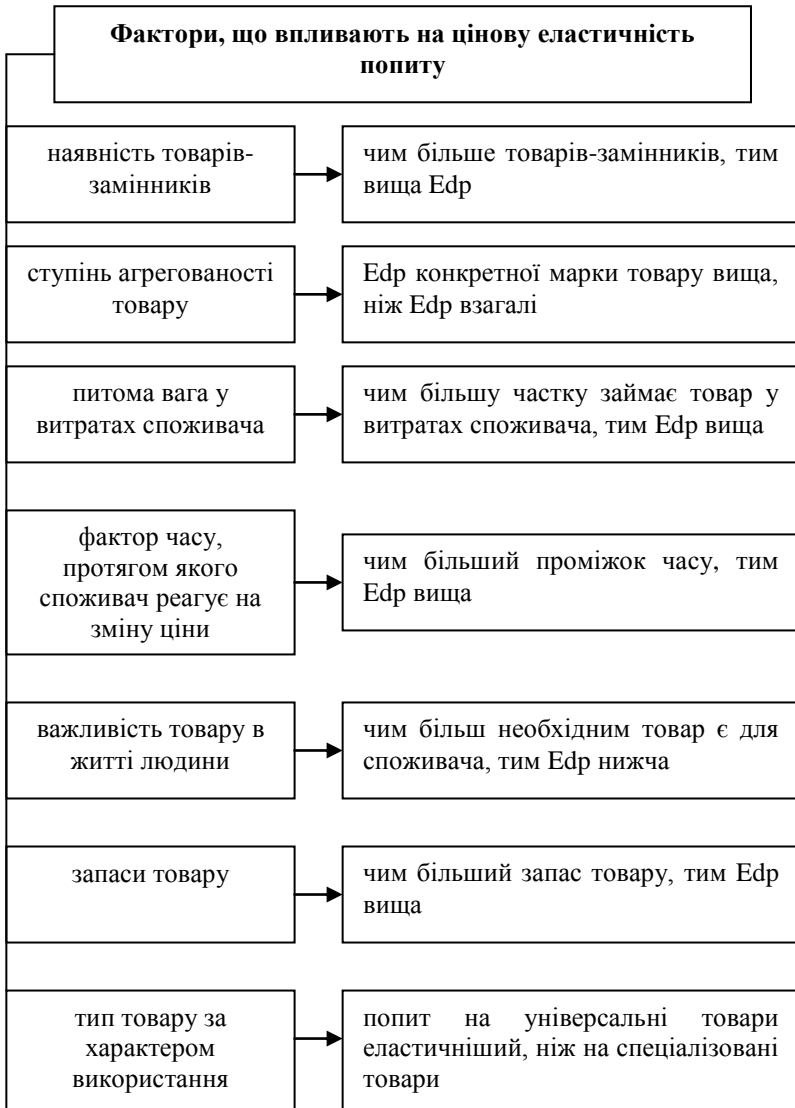 Фактори, що впливають на цінову еластичність
попиту
наявність товарів-
замінників
чим більше товарів-замінників, тим
вища Edp
ступінь агрегованості
товару
Edp конкретної марки товару вища,
ніж Edp взагалі
питома вага у
витратах споживача
чим більшу частку займає товар у
витратах споживача, тим Edp вища
фактор часу,
протягом якого
споживач реагує на
зміну ціни
чим більший проміжок часу, тим
Edp вища
важливість товару в
житті людини
чим більш необхідним товар є для
споживача, тим Edp нижча
запаси товару
чим більший запас товару, тим Edp
вища
тип товару за
характером
використання
попит на універсальні товари
еластичніший, ніж на спеціалізовані
товари